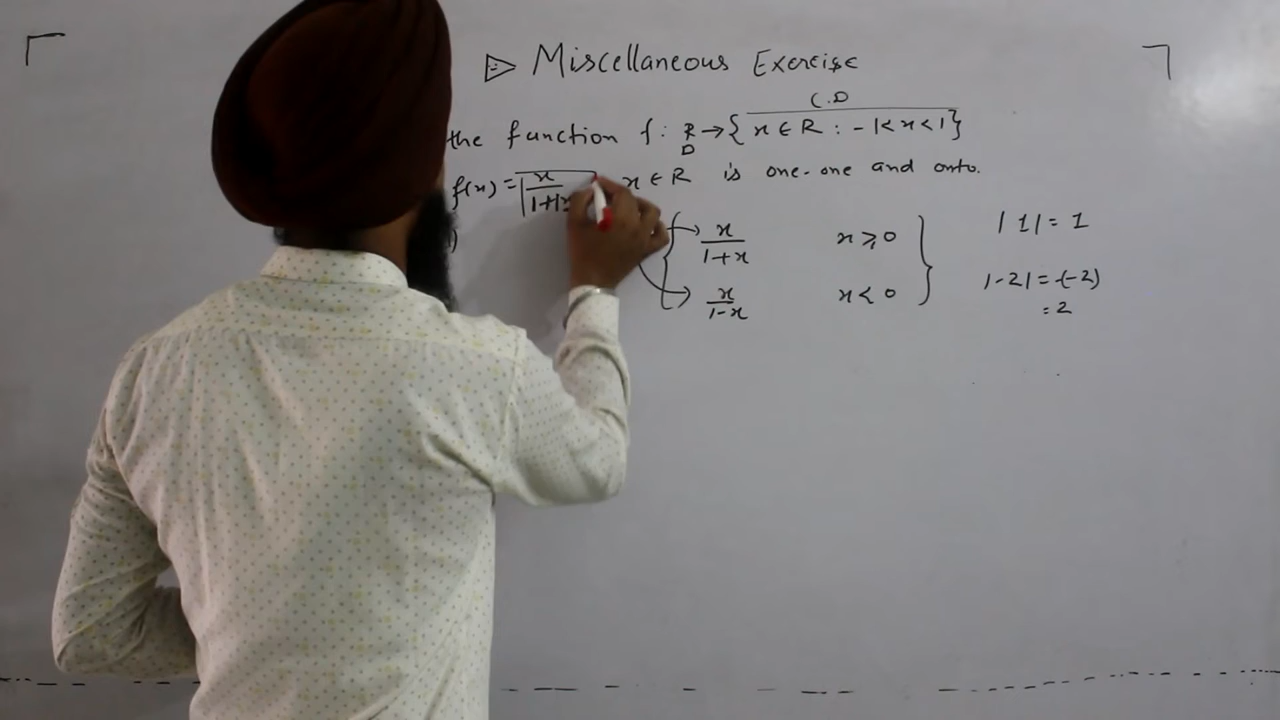 Miscellaneous Exercise
C.D
the function f: R → { x ∈ R : -1 < x < 1 }
D
f(x) = x / 1+|x x ∈ R is one-one and onto.
x / 1+x x ⩾ 0 |1| = 1
x / 1-x x < 0 |-2| = -(-2)
= 2